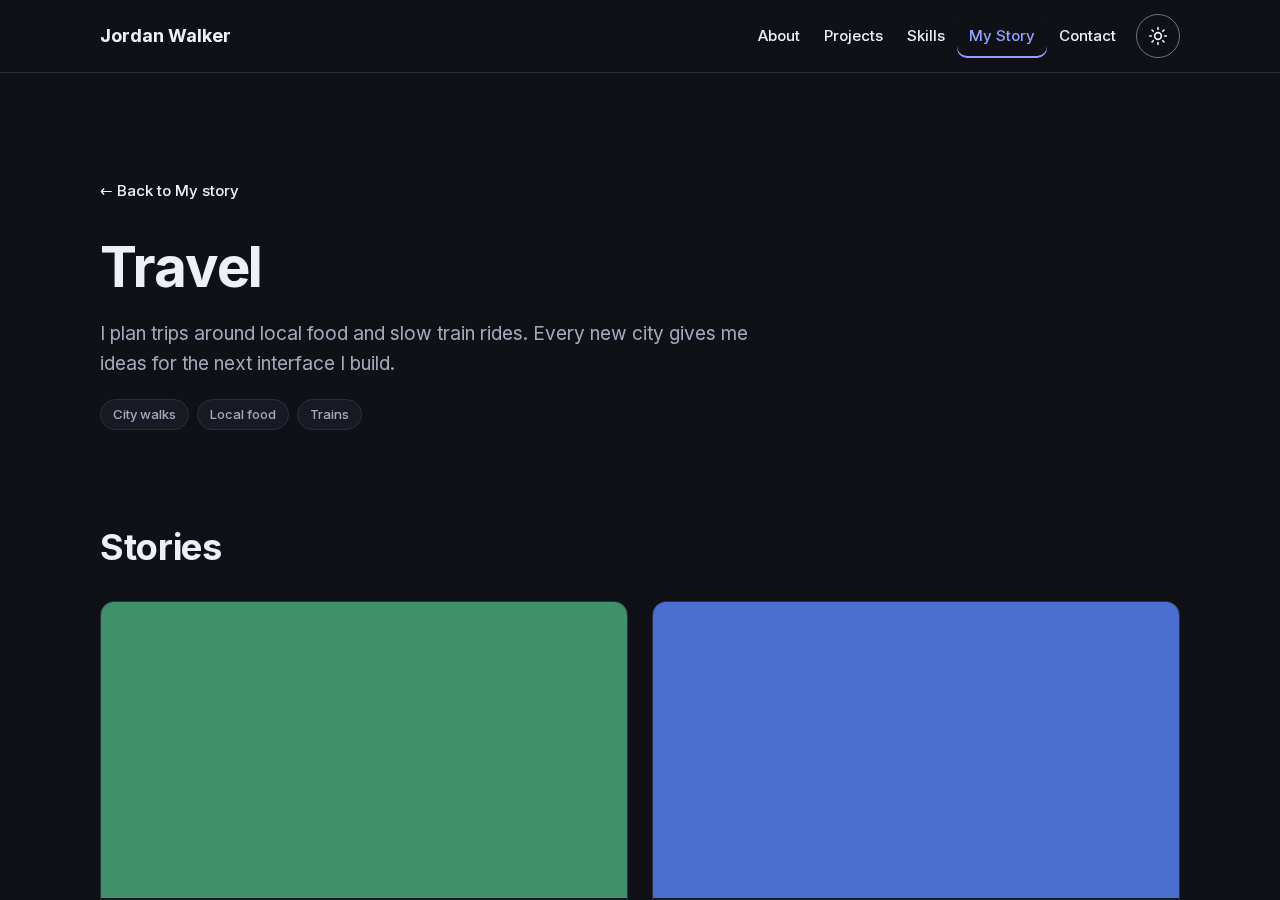 Jordan Walker
About Projects Skills My Story Contact
← Back to My story
Travel
I plan trips around local food and slow train rides. Every new city gives me
ideas for the next interface I build.
City walks Local food Trains
Stories